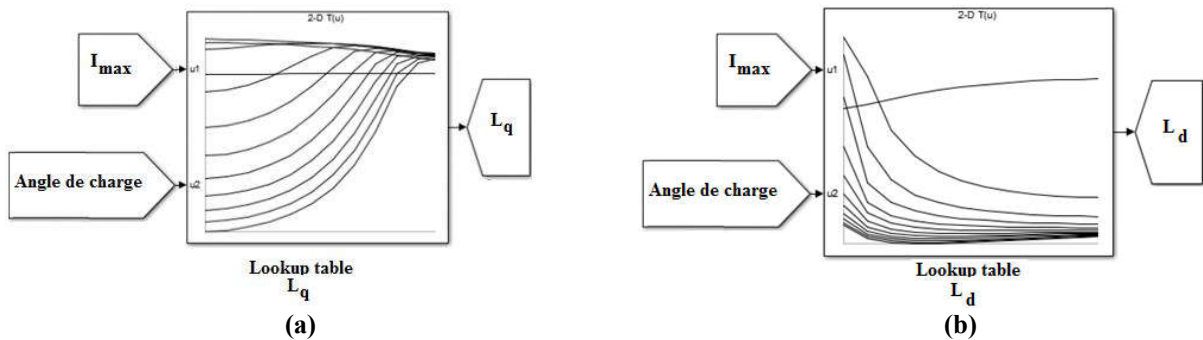 2-D T(u)
I_max
u1
L_q
Angle de charge
u2
Lookup table
L_q
(a)
2-D T(u)
I_max
u1
L_d
Angle de charge
u2
Lookup table
L_d
(b)